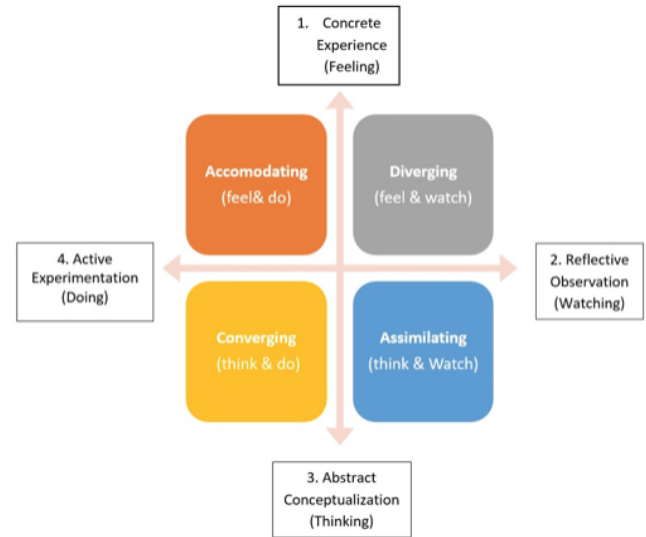 1. Concrete
Experience
(Feeling)
Accomodating
(feel& do)
Diverging
(feel & watch)
4. Active
Experimentation
(Doing)
2. Reflective
Observation
(Watching)
Converging
(think & do)
Assimilating
(think & Watch)
3. Abstract
Conceptualization
(Thinking)